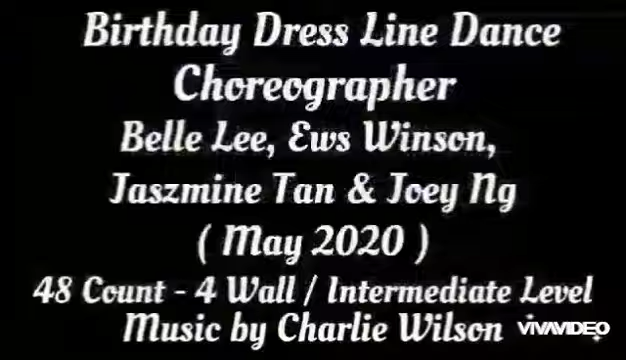 Birthday Dress Line Dance
Choreographer
Belle Lee, Ews Winson,
Jaszmine Tan & Joey Ng
( May 2020 )
48 Count - 4 Wall / Intermediate Level
Music by Charlie Wilson VIVAVIDEO